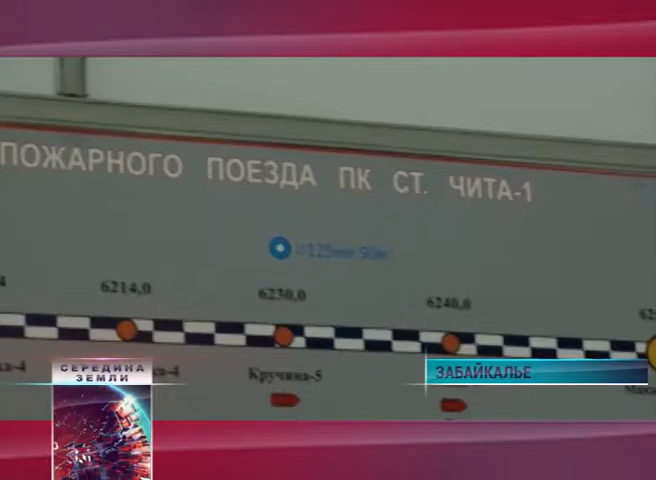 ПОЖАРНОГО ПОЕЗДА ПК СТ. ЧИТА-1
6214,0 6230,0 6240,0
Кручина-5
СЕРЕДИНА
ЗЕМЛИ
ЗАБАЙКАЛЬЕ